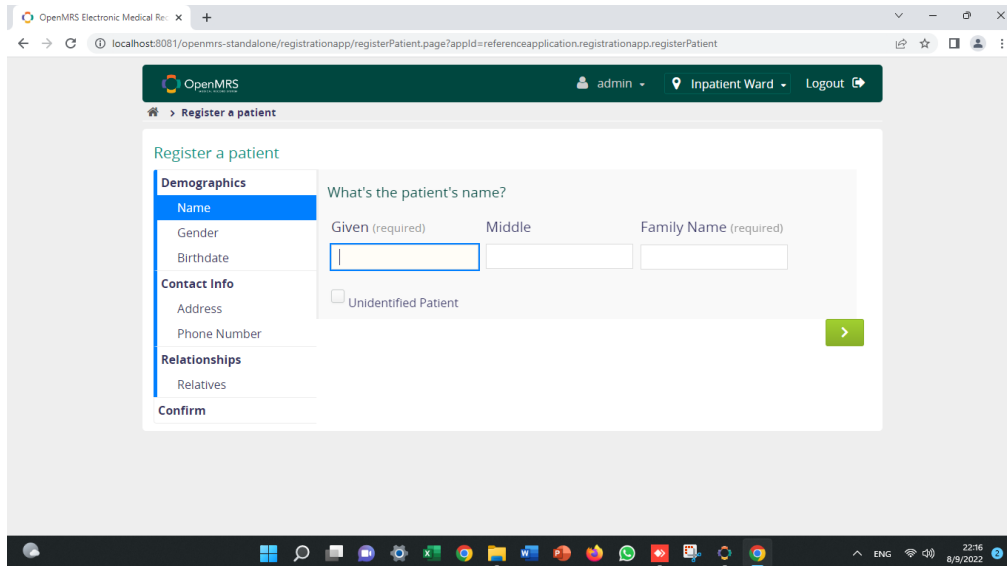 OpenMRS Electronic Medical Rec
localhost:8081/openmrs-standalone/registrationapp/registerPatient.page?appId=referenceapplication.registrationapp.registerPatient
OpenMRS admin Inpatient Ward Logout
> Register a patient
Register a patient
Demographics
Name
Gender
Birthdate
Contact Info
Address
Phone Number
Relationships
Relatives
Confirm
What's the patient's name?
Given (required) Middle Family Name (required)
Unidentified Patient
ENG 22:16
8/9/2022 2